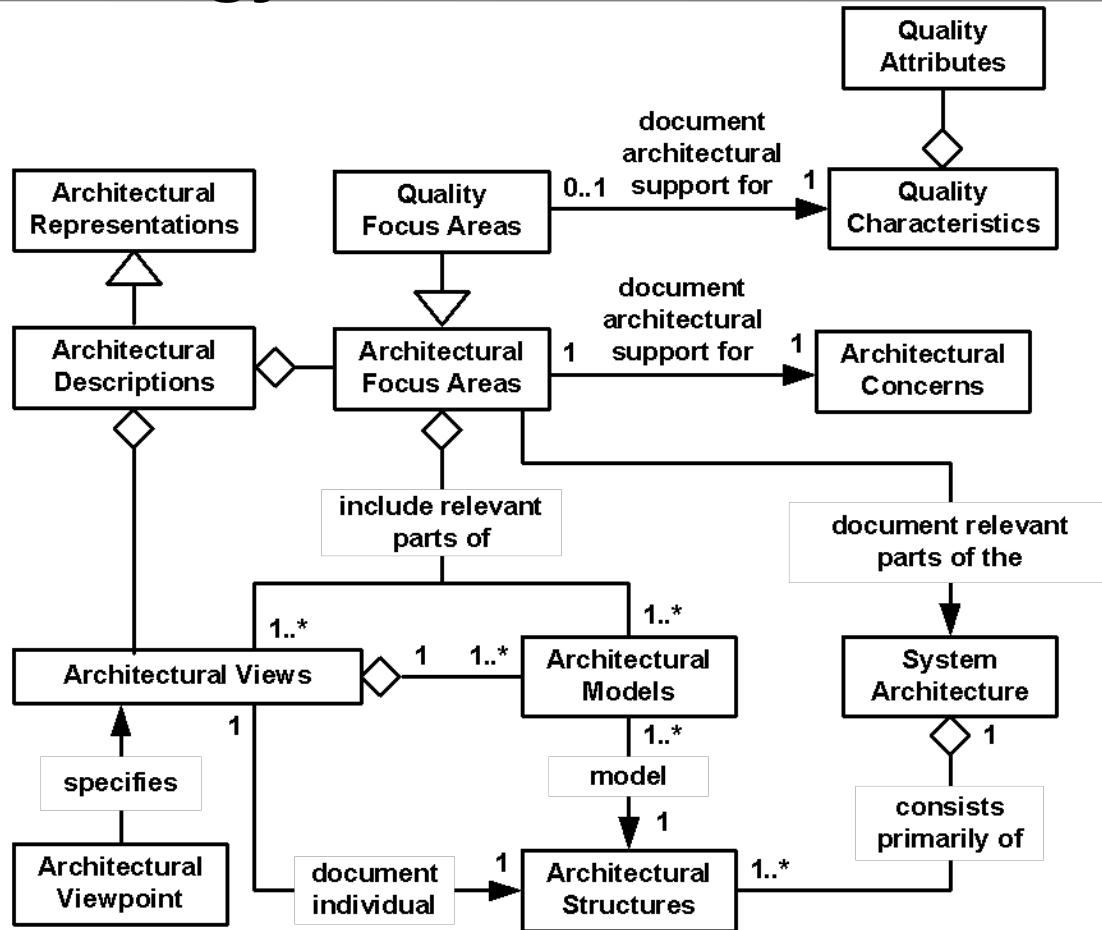 Quality
Attributes
document
architectural
support for
0..1
1
Architectural
Representations
Quality
Focus Areas
Quality
Characteristics
document
architectural
support for
1
1
Architectural
Descriptions
Architectural
Focus Areas
Architectural
Concerns
include relevant
parts of
document relevant
parts of the
1..*
1..*
Architectural Views
1
1..*
Architectural
Models
System
Architecture
1
1..*
1
specifies
model
consists
primarily of
1
Architectural
Viewpoint
document
individual
1
Architectural
Structures
1..*